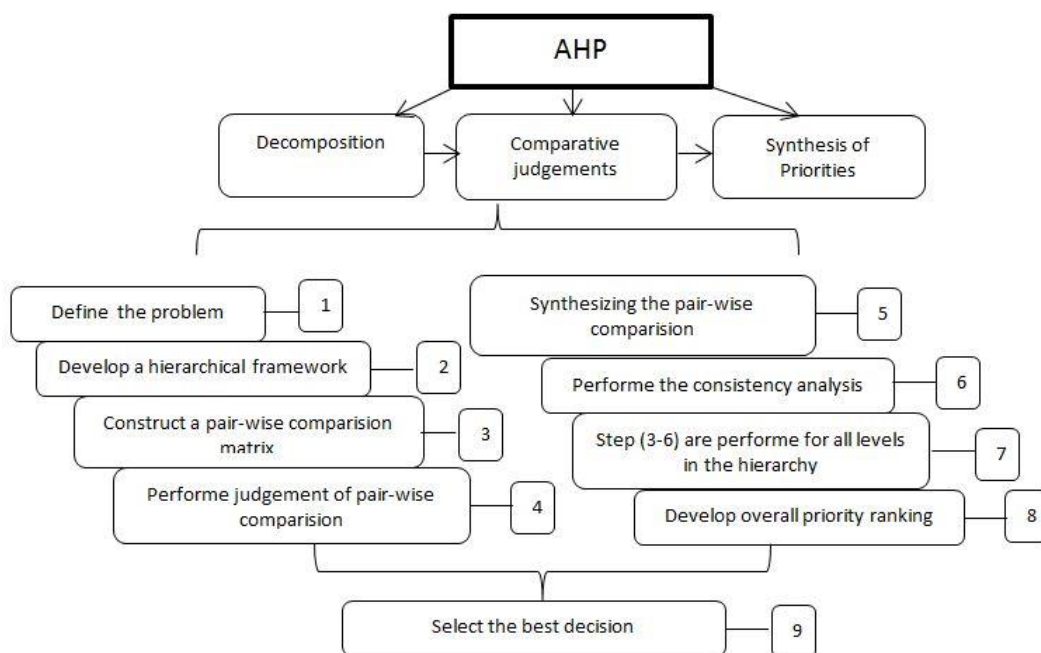 AHP
Decomposition
Comparative
judgements
Synthesis of
Priorities
Define the problem
1
Develop a hierarchical framework
2
Construct a pair-wise comparision
matrix
3
Performe judgement of pair-wise
comparision
4
Synthesizing the pair-wise
comparision
5
Performe the consistency analysis
6
Step (3-6) are performe for all levels
in the hierarchy
7
Develop overall priority ranking
8
Select the best decision
9